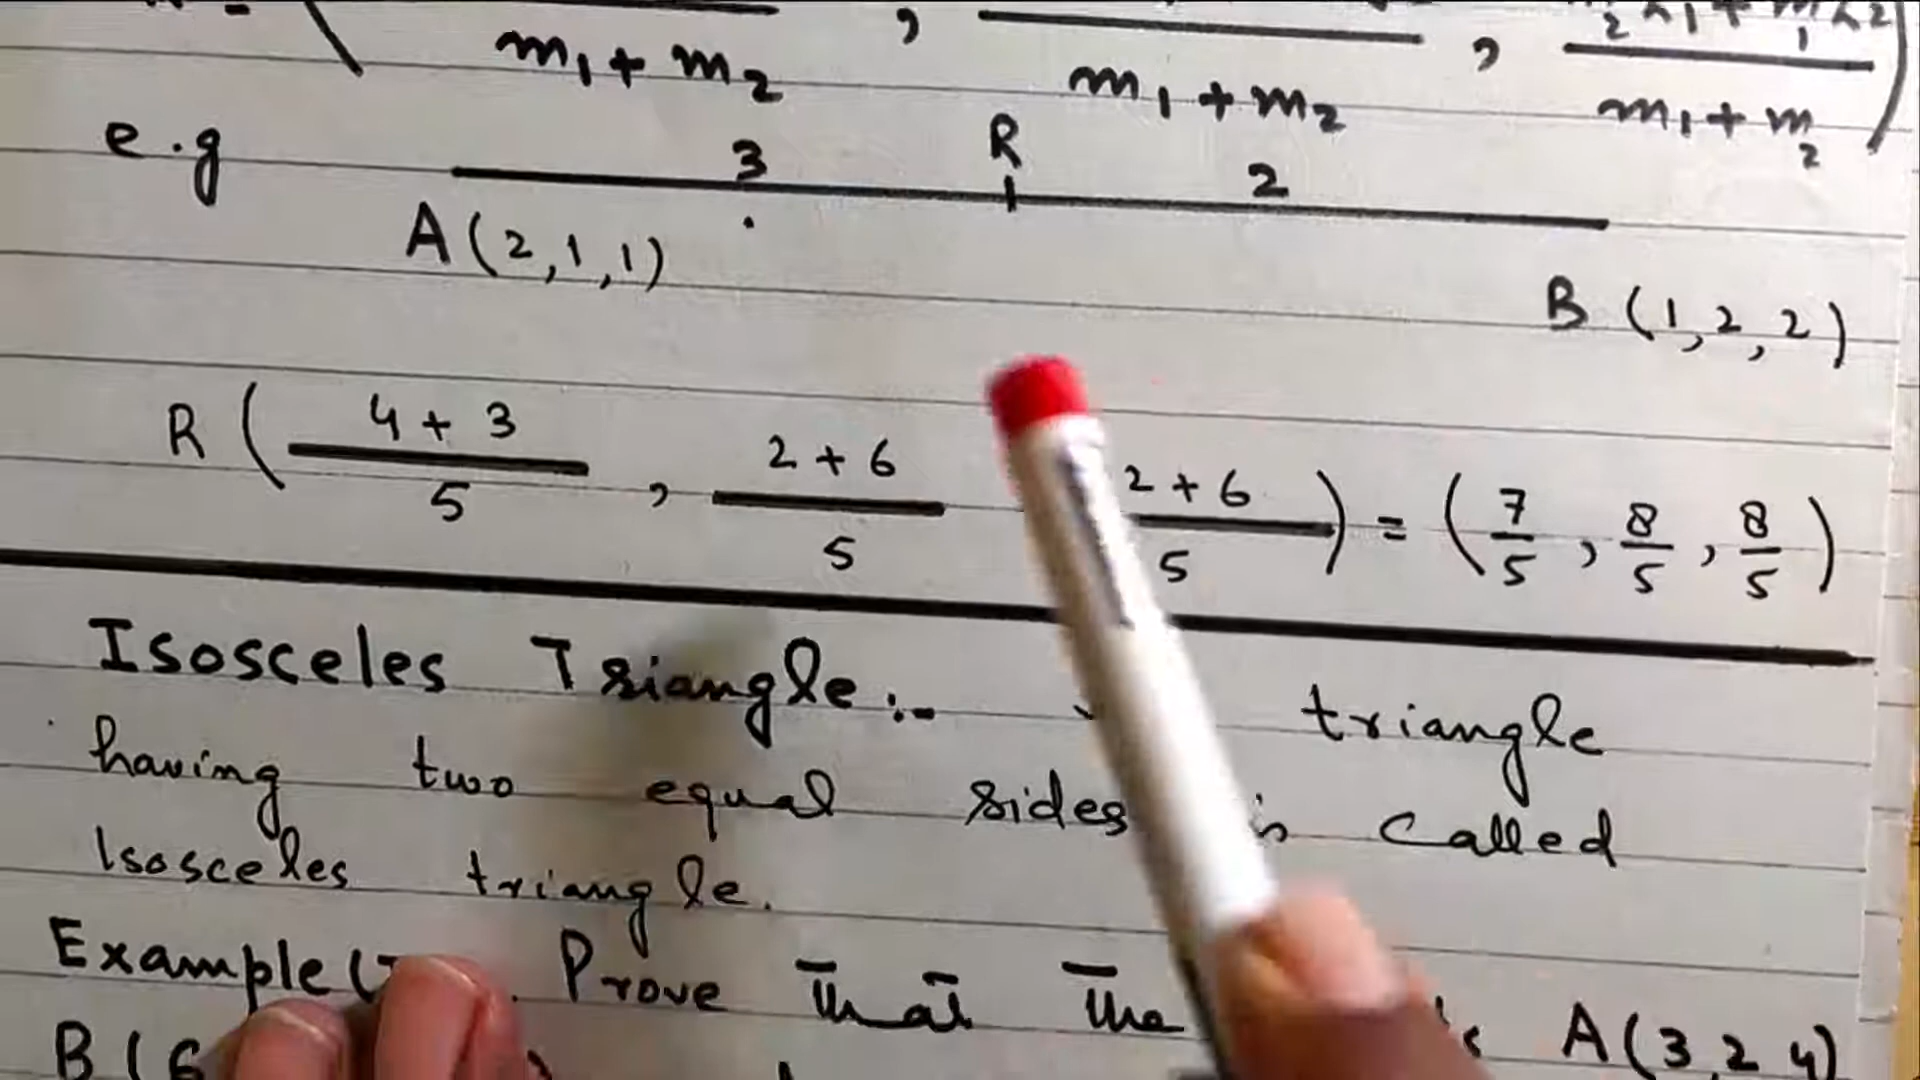 m₁ + m₂ , m₁ + m₂ , m₁ + m₂ )
e.g 3 R 2
A (2, 1, 1)
B (1, 2, 2)
R ( 4 + 3 / 5 , 2 + 6 / 5 2 + 6 / 5 ) = ( 7/5 , 8/5 , 8/5 )
Isosceles Triangle :- triangle
having two equal sides is called
Isosceles triangle.
Example ( Prove that the A(3, 2, 4)
B (6